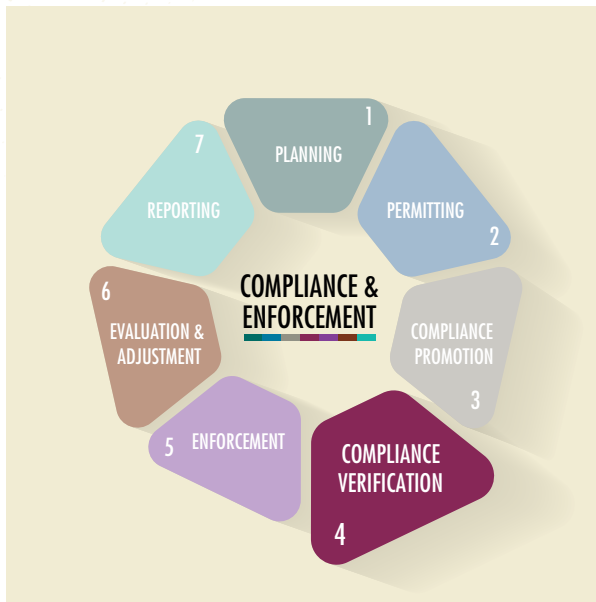 COMPLIANCE &
ENFORCEMENT
1
PLANNING
PERMITTING
2
COMPLIANCE
PROMOTION
3
COMPLIANCE
VERIFICATION
4
5
ENFORCEMENT
6
EVALUATION &
ADJUSTMENT
7
REPORTING